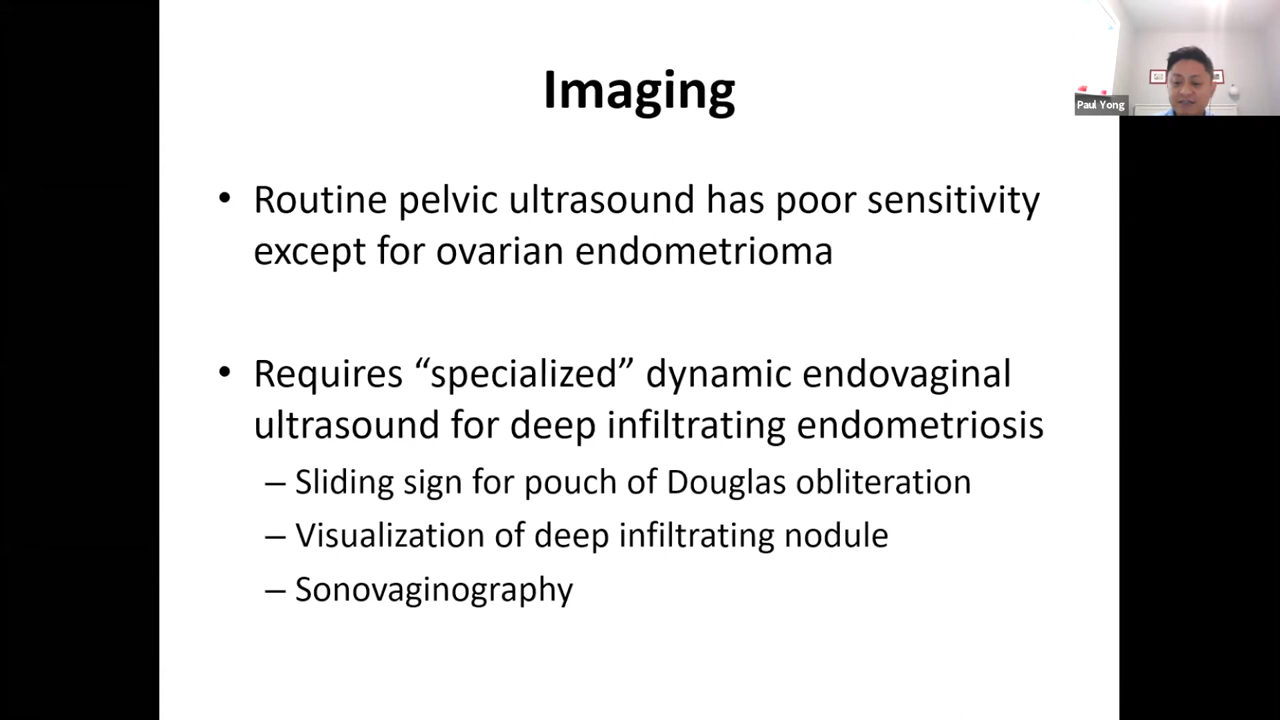 Imaging
Paul Yong
• Routine pelvic ultrasound has poor sensitivity
except for ovarian endometrioma
• Requires “specialized” dynamic endovaginal
ultrasound for deep infiltrating endometriosis
– Sliding sign for pouch of Douglas obliteration
– Visualization of deep infiltrating nodule
– Sonovaginography